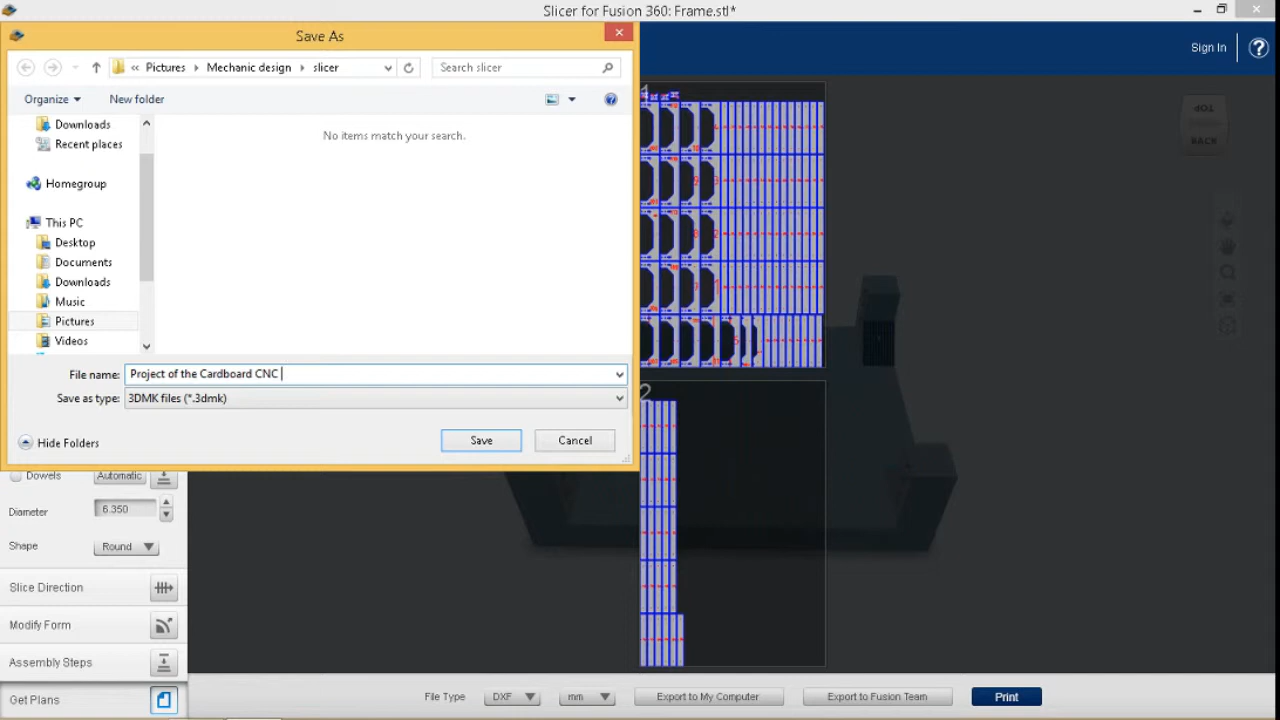 Slicer for Fusion 360: Frame.stl*
Save As
Sign In
« Pictures Mechanic design slicer
Search slicer
Organize
New folder
Downloads
Recent places
No items match your search.
Homegroup
This PC
Desktop
Documents
Downloads
Music
Pictures
Videos
File name: Project of the Cardboard CNC
Save as type: 3DMK files (*.3dmk)
Hide Folders
Save
Cancel
TOP
BACK
Dowels
Automatic
Diameter
6.350
Shape
Round
Slice Direction
Modify Form
Assembly Steps
Get Plans
File Type
DXF
mm
Export to My Computer
Export to Fusion Team
Print
2